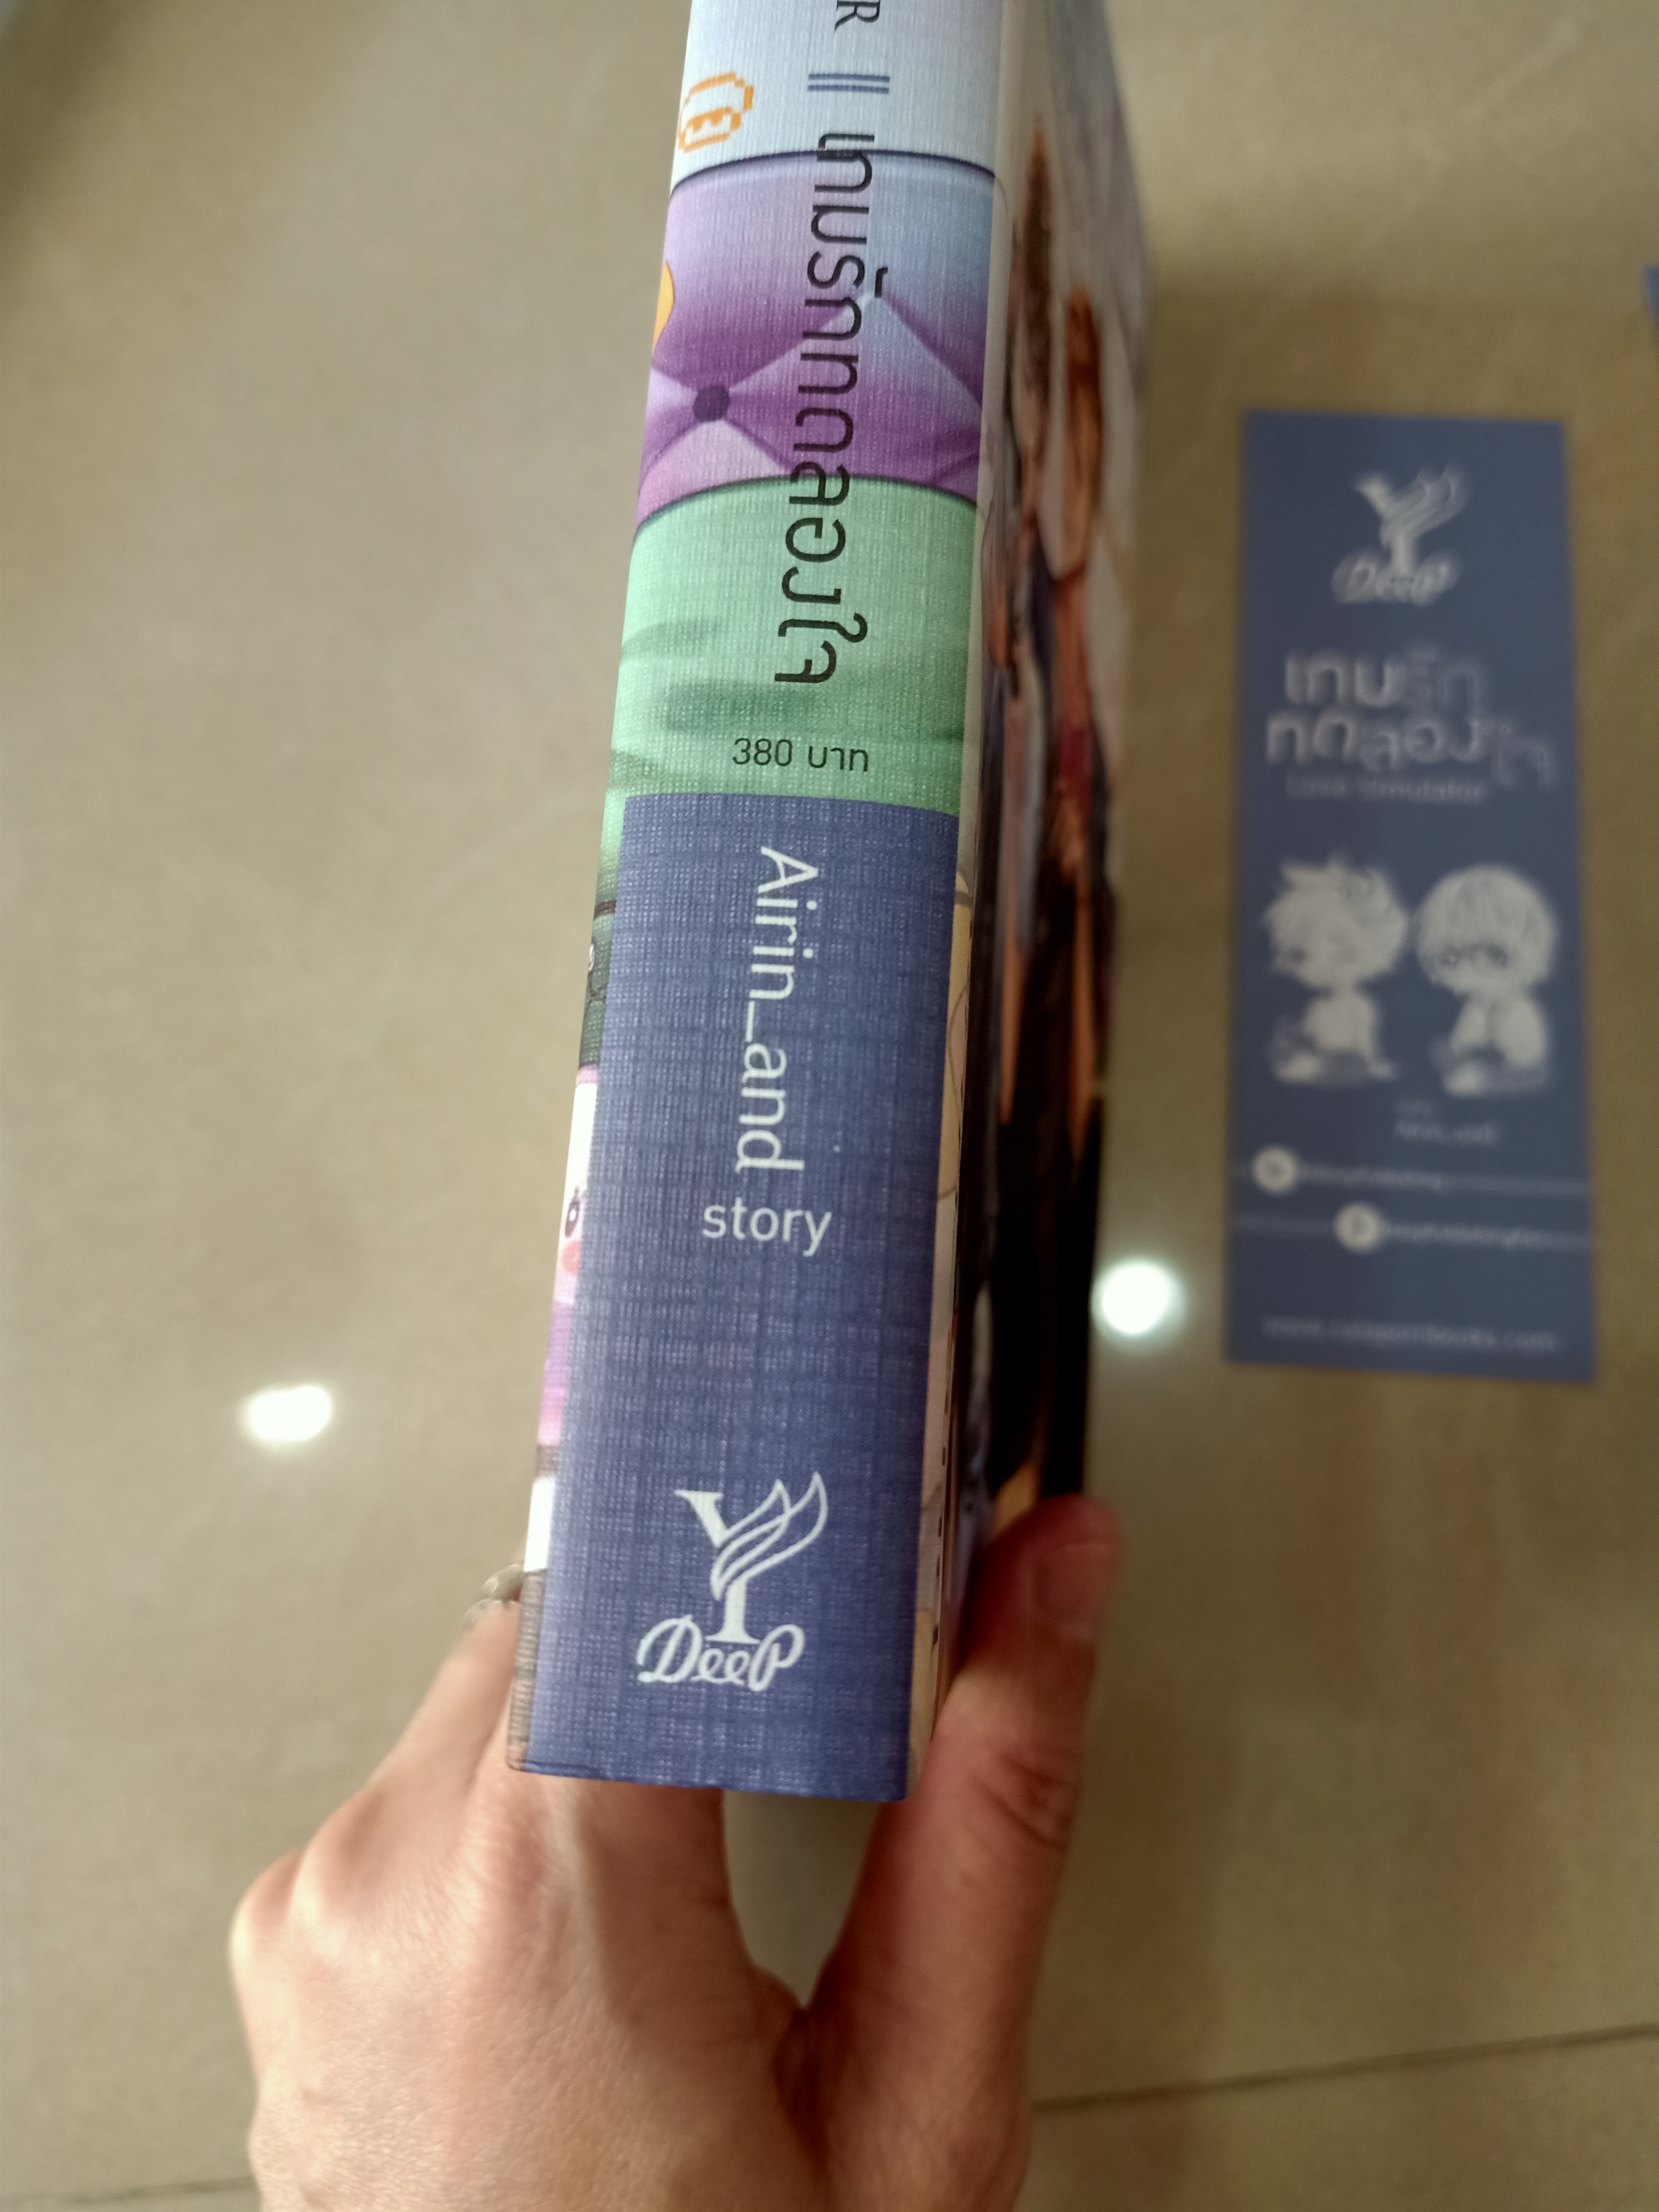 R || เกมรักทดลองใจ
380 บาท
Airin_and
story
Y
DeeP
Y
DeeP
เกมรัก
ทดลองใจ
Love Simulator